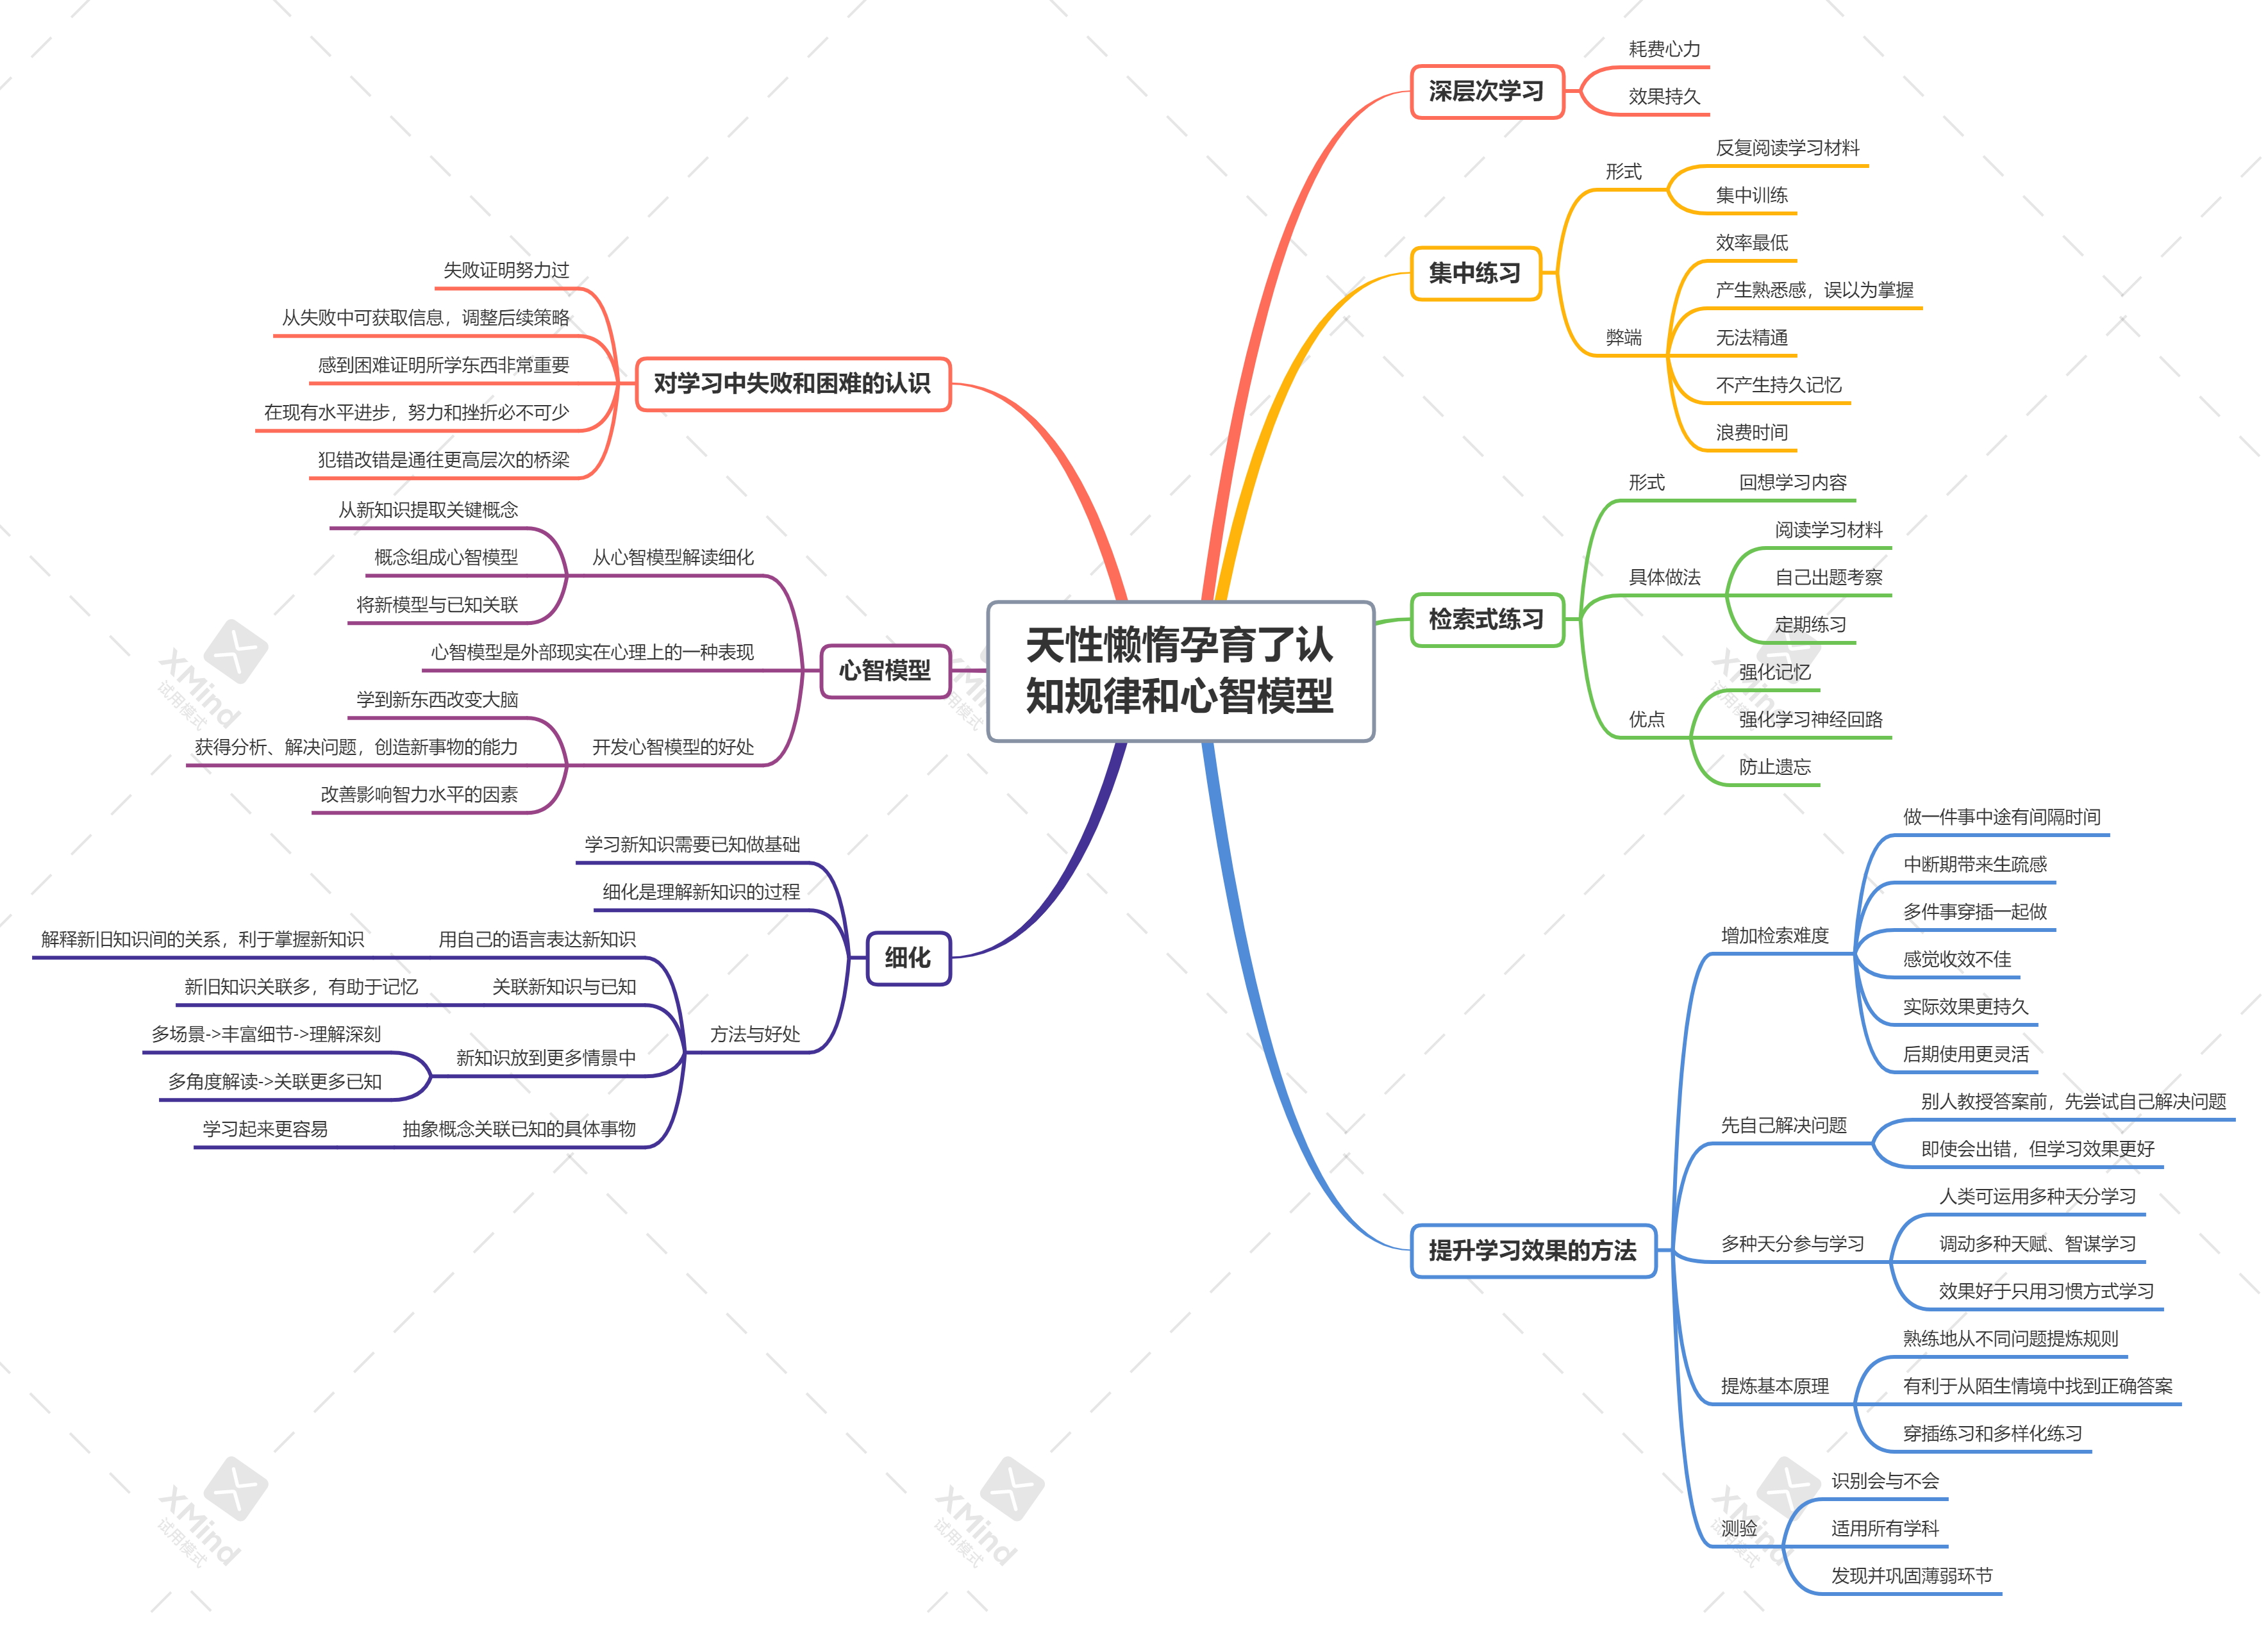 天性懒惰孕育了认
知规律和心智模型
深层次学习
耗费心力
效果持久
集中练习
形式
反复阅读学习材料
集中训练
弊端
效率最低
产生熟悉感，误以为掌握
无法精通
不产生持久记忆
浪费时间
检索式练习
形式
回想学习内容
具体做法
阅读学习材料
自己出题考察
定期练习
优点
强化记忆
强化学习神经回路
防止遗忘
提升学习效果的方法
增加检索难度
做一件事中途有间隔时间
中断期带来生疏感
多件事穿插一起做
感觉收效不佳
实际效果更持久
后期使用更灵活
先自己解决问题
别人教授答案前，先尝试自己解决问题
即使会出错，但学习效果更好
多种天分参与学习
人类可运用多种天分学习
调动多种天赋、智谋学习
效果好于只用习惯方式学习
提炼基本原理
熟练地从不同问题提炼规则
有利于从陌生情境中找到正确答案
穿插练习和多样化练习
测验
识别会与不会
适用所有学科
发现并巩固薄弱环节
对学习中失败和困难的认识
失败证明努力过
从失败中可获取信息，调整后续策略
感到困难证明所学东西非常重要
在现有水平进步，努力和挫折必不可少
犯错改错是通往更高层次的桥梁
心智模型
从心智模型解读细化
从新知识提取关键概念
概念组成心智模型
将新模型与已知关联
心智模型是外部现实在心理上的一种表现
开发心智模型的好处
学到新东西改变大脑
获得分析、解决问题，创造新事物的能力
改善影响智力水平的因素
细化
学习新知识需要已知做基础
细化是理解新知识的过程
方法与好处
用自己的语言表达新知识
解释新旧知识间的关系，利于掌握新知识
关联新知识与已知
新旧知识关联多，有助于记忆
新知识放到更多情景中
多场景->丰富细节->理解深刻
多角度解读->关联更多已知
抽象概念关联已知的具体事物
学习起来更容易
XMind
试用模式
XMind
试用模式
XMind
试用模式
XMind
试用模式
XMind
试用模式
XMind
试用模式